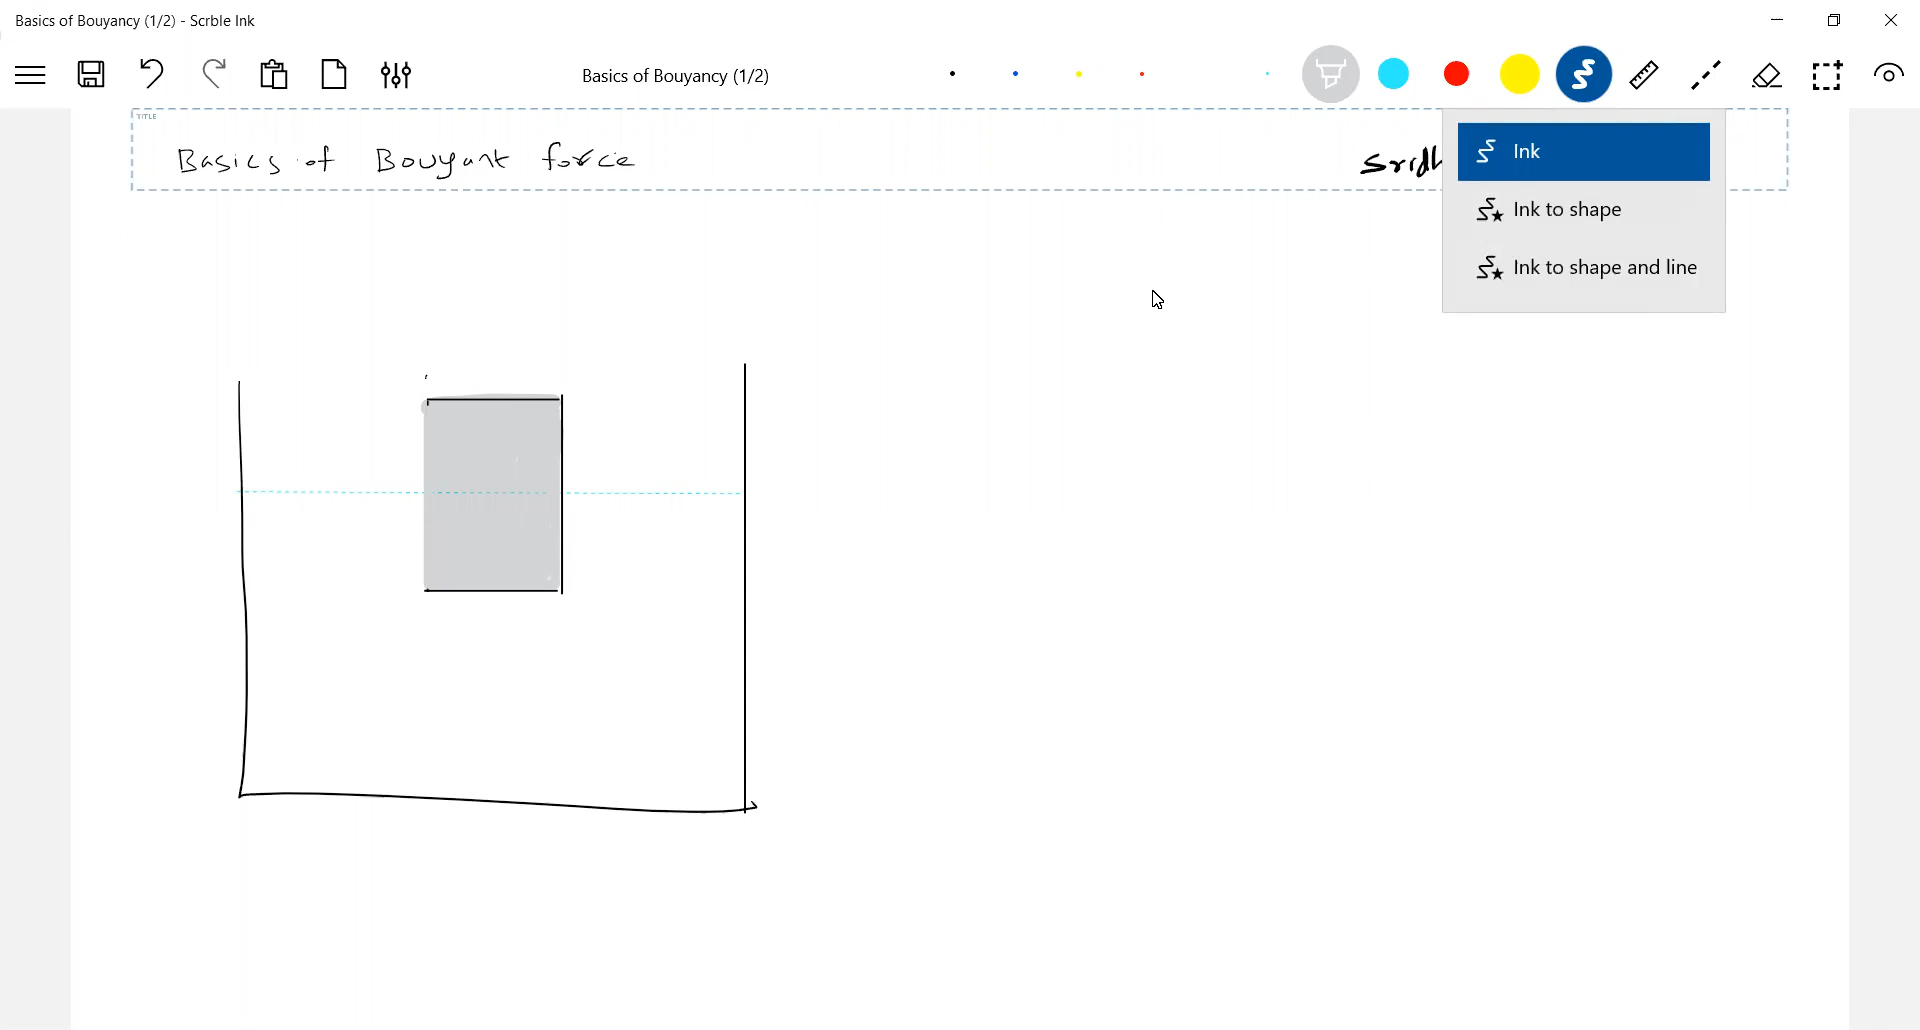 Basics of Bouyancy (1/2) - Scrble Ink
Basics of Bouyancy (1/2)
TITLE
Basics of Bouyant force
Ink
Ink to shape
Ink to shape and line